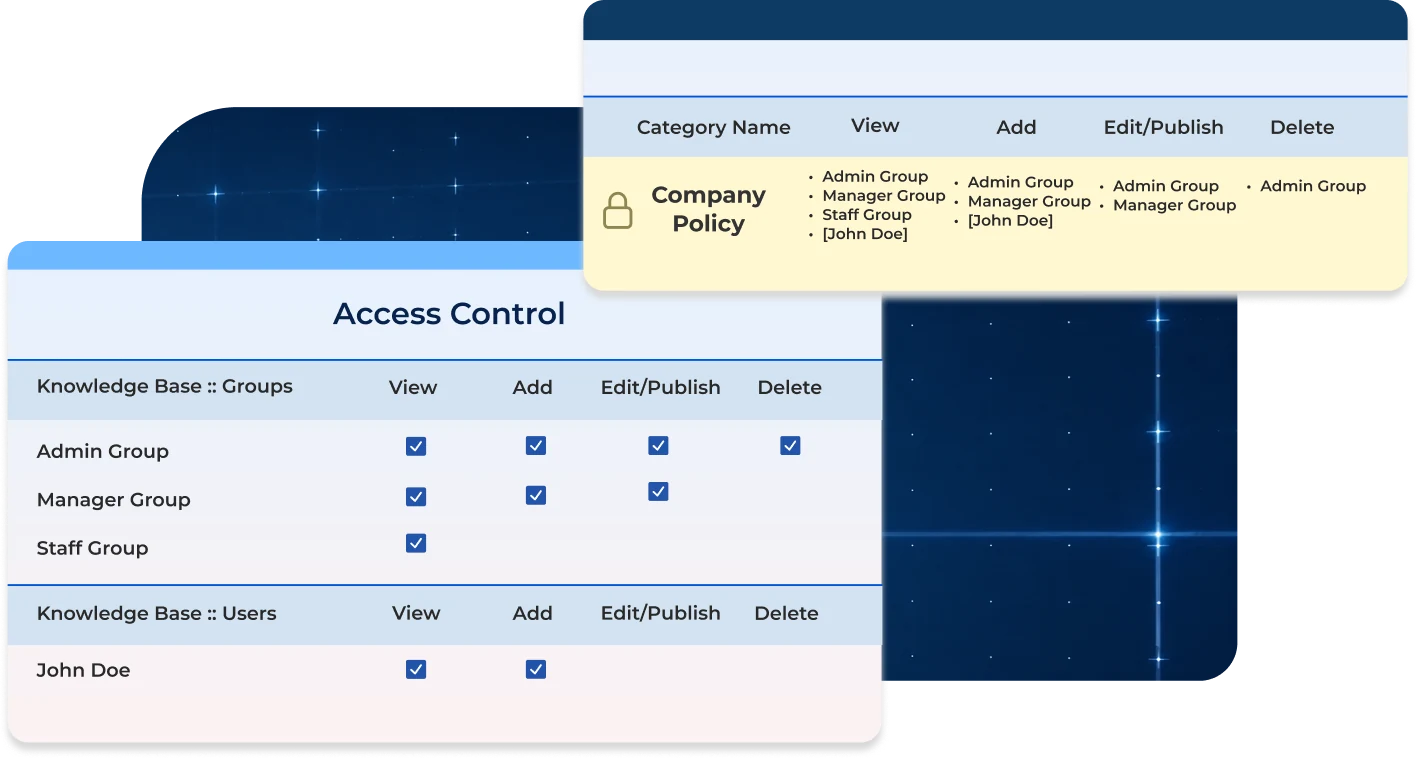 Category Name View Add Edit/Publish Delete
Company Policy
• Admin Group
• Manager Group
• Staff Group
• [John Doe]
• Admin Group
• Manager Group
• [John Doe]
• Admin Group
• Manager Group
• Admin Group
Access Control
Knowledge Base :: Groups View Add Edit/Publish Delete
Admin Group
Manager Group
Staff Group
Knowledge Base :: Users View Add Edit/Publish Delete
John Doe